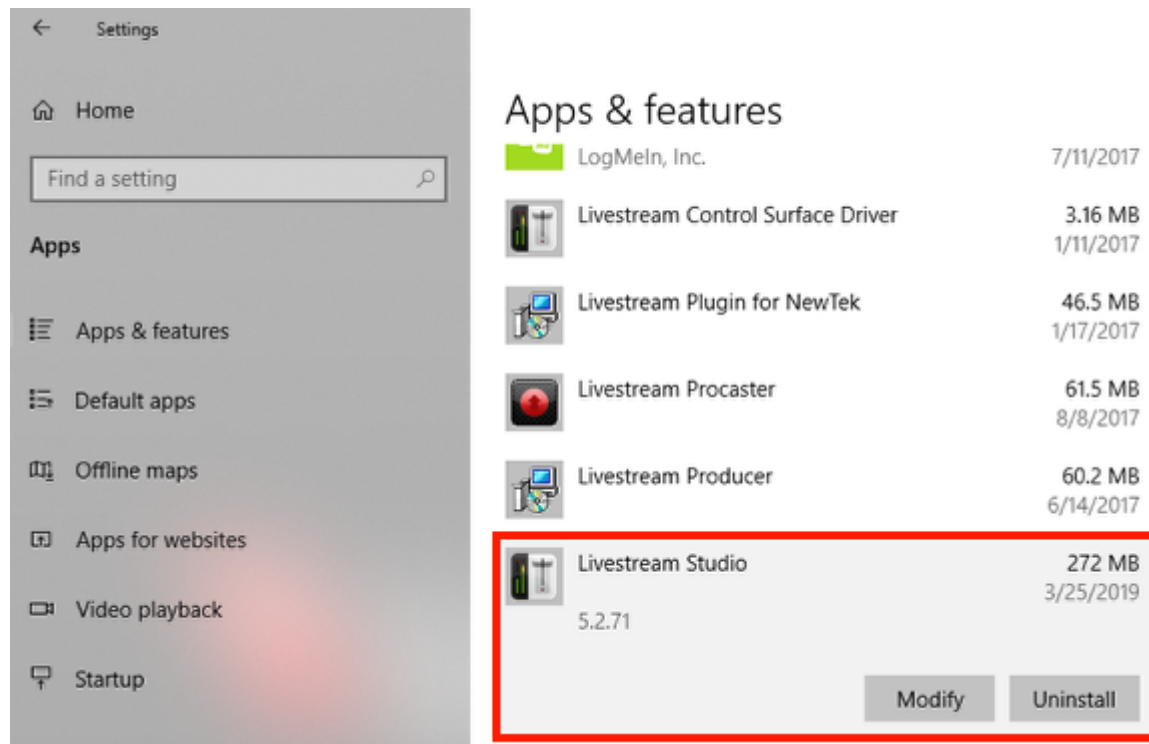 Settings
Home
Find a setting
Apps
Apps & features
Default apps
Offline maps
Apps for websites
Video playback
Startup
Apps & features
LogMeIn, Inc. 7/11/2017
Livestream Control Surface Driver 3.16 MB
1/11/2017
Livestream Plugin for NewTek 46.5 MB
1/17/2017
Livestream Procaster 61.5 MB
8/8/2017
Livestream Producer 60.2 MB
6/14/2017
Livestream Studio 272 MB
3/25/2019
5.2.71
Modify Uninstall